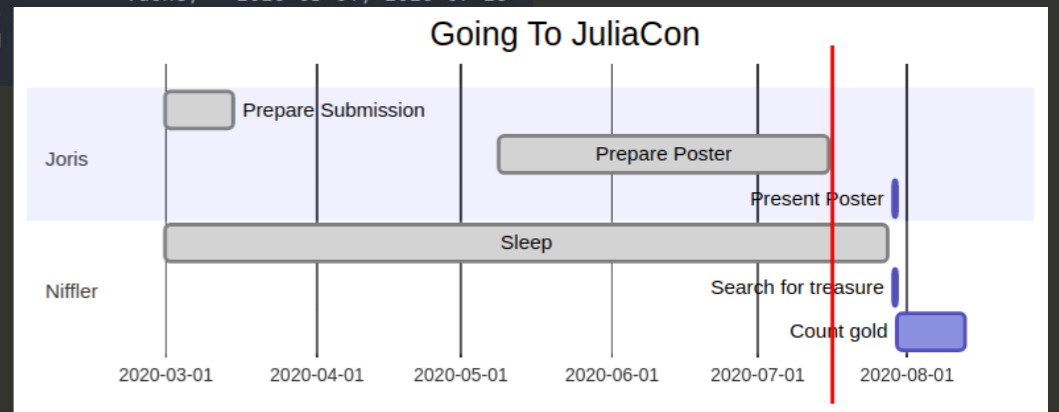 Going To JuliaCon
Prepare Submission
Joris
Prepare Poster
Present Poster
Sleep
Niffler
Search for treasure
Count gold
2020-03-01 2020-04-01 2020-05-01 2020-06-01 2020-07-01 2020-08-01